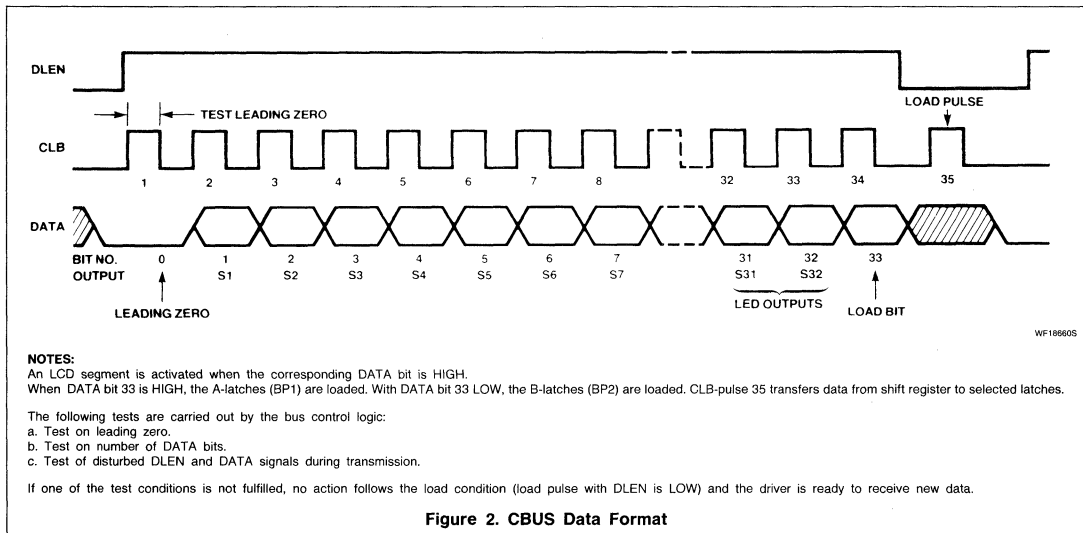 DLEN
LOAD PULSE
TEST LEADING ZERO
CLB
1 2 3 4 5 6 7 8 32 33 34 35
DATA
BIT NO. 0 1 2 3 4 5 6 7 31 32 33
OUTPUT S1 S2 S3 S4 S5 S6 S7 S31 S32
LEADING ZERO
LED OUTPUTS
LOAD BIT
WF18660S
NOTES:
An LCD segment is activated when the corresponding DATA bit is HIGH.
When DATA bit 33 is HIGH, the A-latches (BP1) are loaded. With DATA bit 33 LOW, the B-latches (BP2) are loaded. CLB-pulse 35 transfers data from shift register to selected latches.
The following tests are carried out by the bus control logic:
a. Test on leading zero.
b. Test on number of DATA bits.
c. Test of disturbed DLEN and DATA signals during transmission.
If one of the test conditions is not fulfilled, no action follows the load condition (load pulse with DLEN is LOW) and the driver is ready to receive new data.
Figure 2. CBUS Data Format